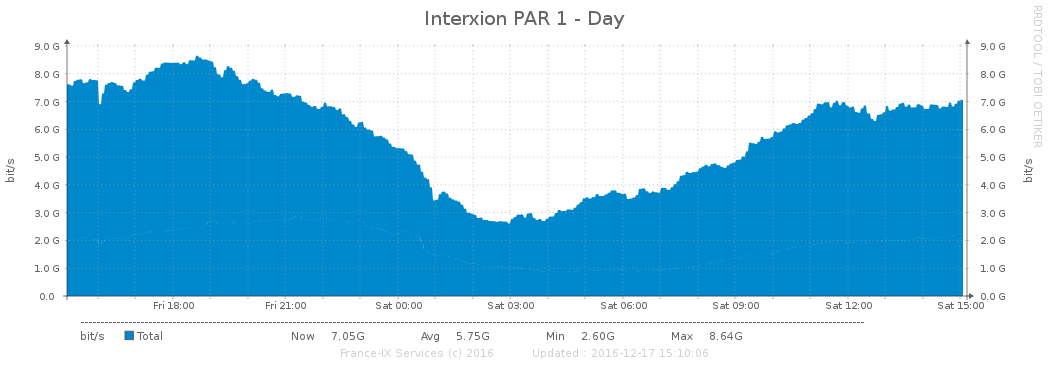 Interxion PAR 1 - Day
RRDTOOL / TOBI OETIKER
9.0 G 9.0 G
8.0 G 8.0 G
7.0 G 7.0 G
6.0 G 6.0 G
5.0 G 5.0 G
4.0 G 4.0 G
3.0 G 3.0 G
2.0 G 2.0 G
1.0 G 1.0 G
0.0 0.0 G
bit/s
bit/s
Fri 18:00 Fri 21:00 Sat 00:00 Sat 03:00 Sat 06:00 Sat 09:00 Sat 12:00 Sat 15:00
bit/s Total Now 7.05G Avg 5.75G Min 2.60G Max 8.64G
France-IX Services (c) 2016 Updated : 2016-12-17 15:10:06